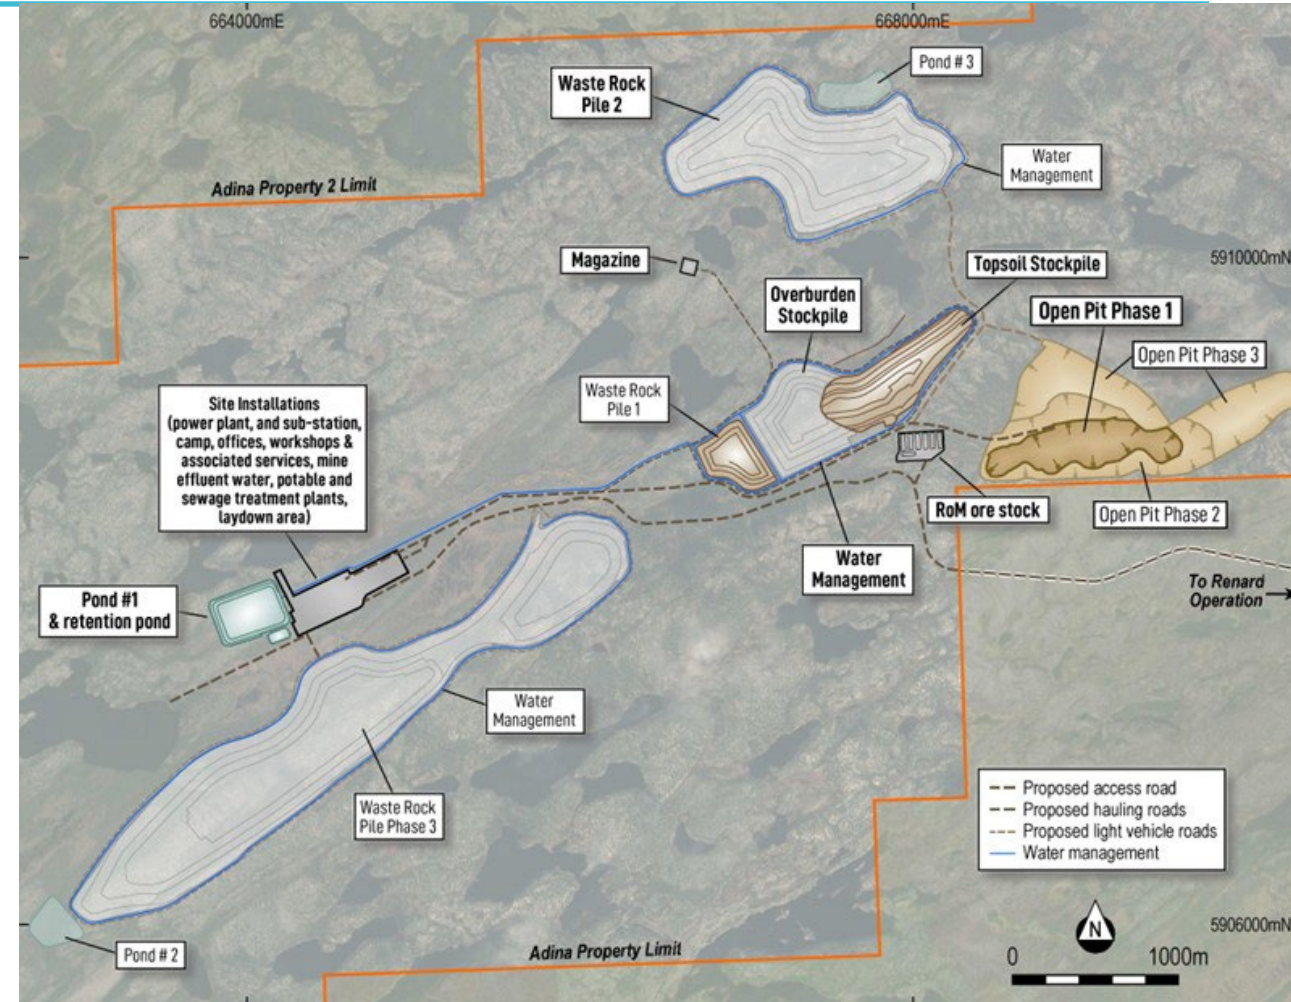 664000mE
668000mE
Pond # 3
Waste Rock
Pile 2
Water
Management
Adina Property 2 Limit
Magazine
5910000mN
Topsoil Stockpile
Overburden
Stockpile
Open Pit Phase 1
Open Pit Phase 3
Waste Rock
Pile 1
Site Installations
(power plant, and sub-station,
camp, offices, workshops &
associated services, mine
effluent water, potable and
sewage treatment plants,
laydown area)
RoM ore stock
Open Pit Phase 2
Water
Management
To Renard
Operation
Pond #1
& retention pond
Water
Management
Waste Rock
Pile Phase 3
Proposed access road
Proposed hauling roads
Proposed light vehicle roads
Water management
Pond # 2
Adina Property Limit
N
5906000mN
0
1000m